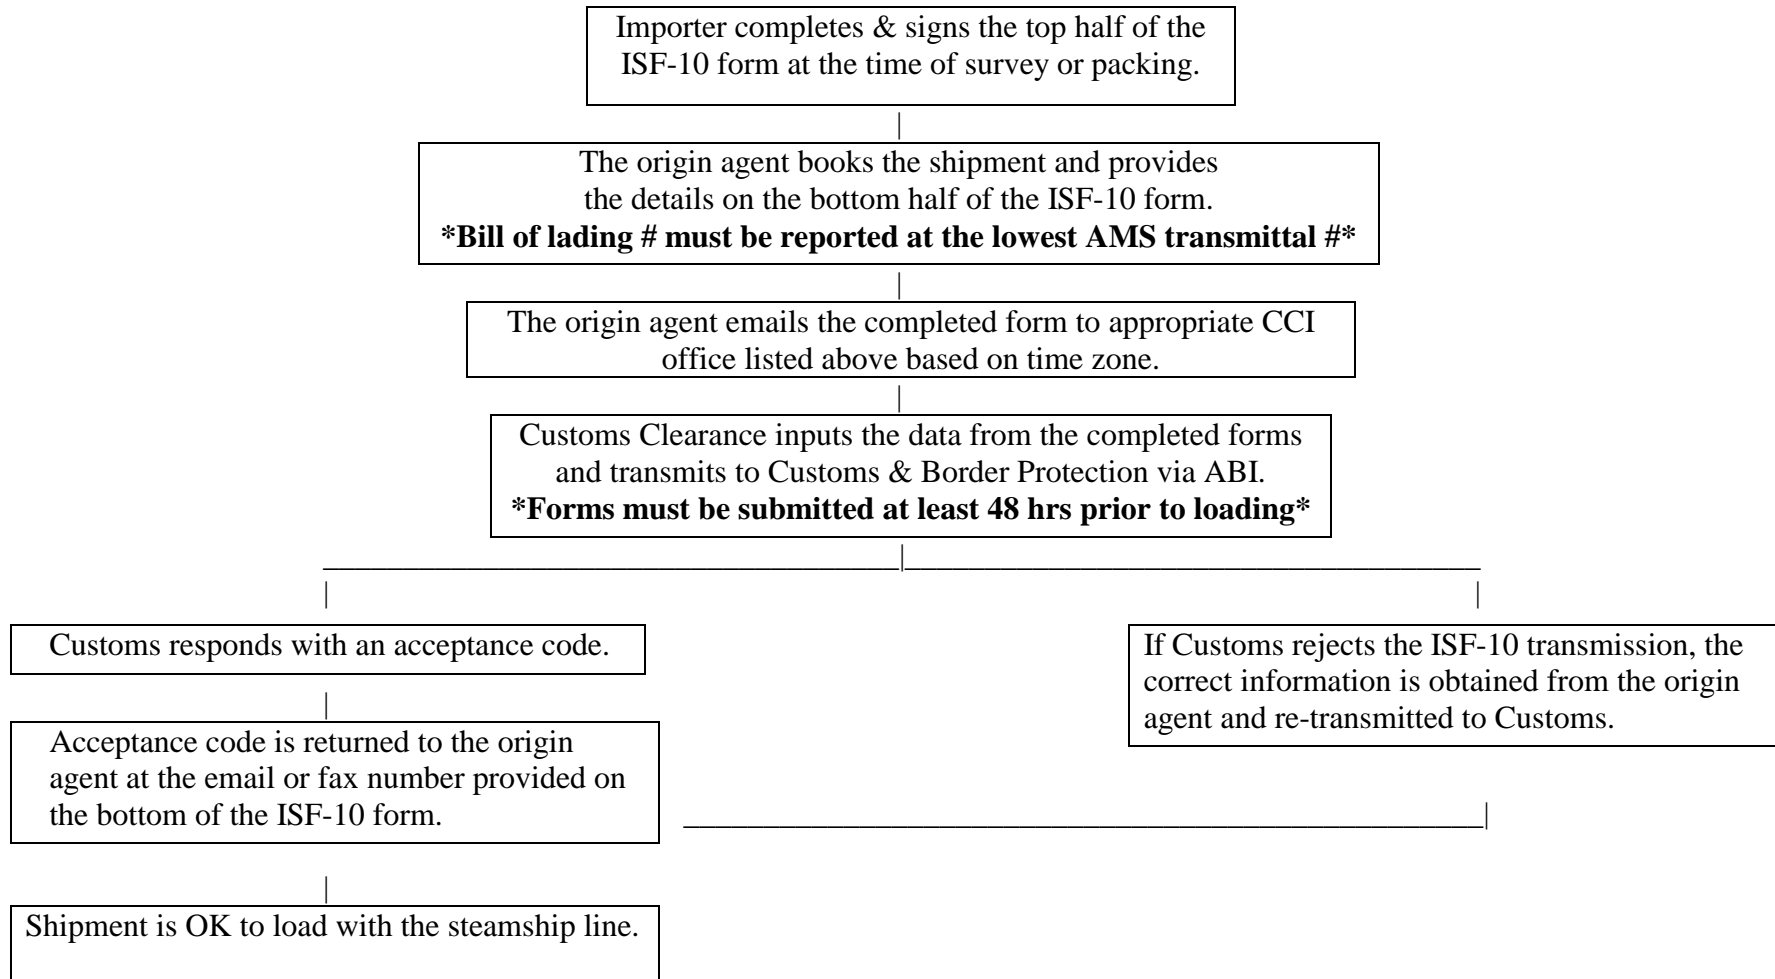 Importer completes & signs the top half of the
ISF-10 form at the time of survey or packing.
The origin agent books the shipment and provides
the details on the bottom half of the ISF-10 form.
*Bill of lading # must be reported at the lowest AMS transmittal #*
The origin agent emails the completed form to appropriate CCI
office listed above based on time zone.
Customs Clearance inputs the data from the completed forms
and transmits to Customs & Border Protection via ABI.
*Forms must be submitted at least 48 hrs prior to loading*
Customs responds with an acceptance code.
If Customs rejects the ISF-10 transmission, the
correct information is obtained from the origin
agent and re-transmitted to Customs.
Acceptance code is returned to the origin
agent at the email or fax number provided on
the bottom of the ISF-10 form.
Shipment is OK to load with the steamship line.